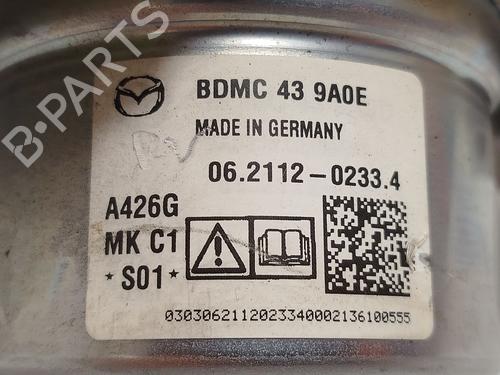 BDMC 43 9A0E
MADE IN GERMANY
06.2112-0233.4
A426G
MK C1
*S01*
0303062112023340002136100555
B-PARTS